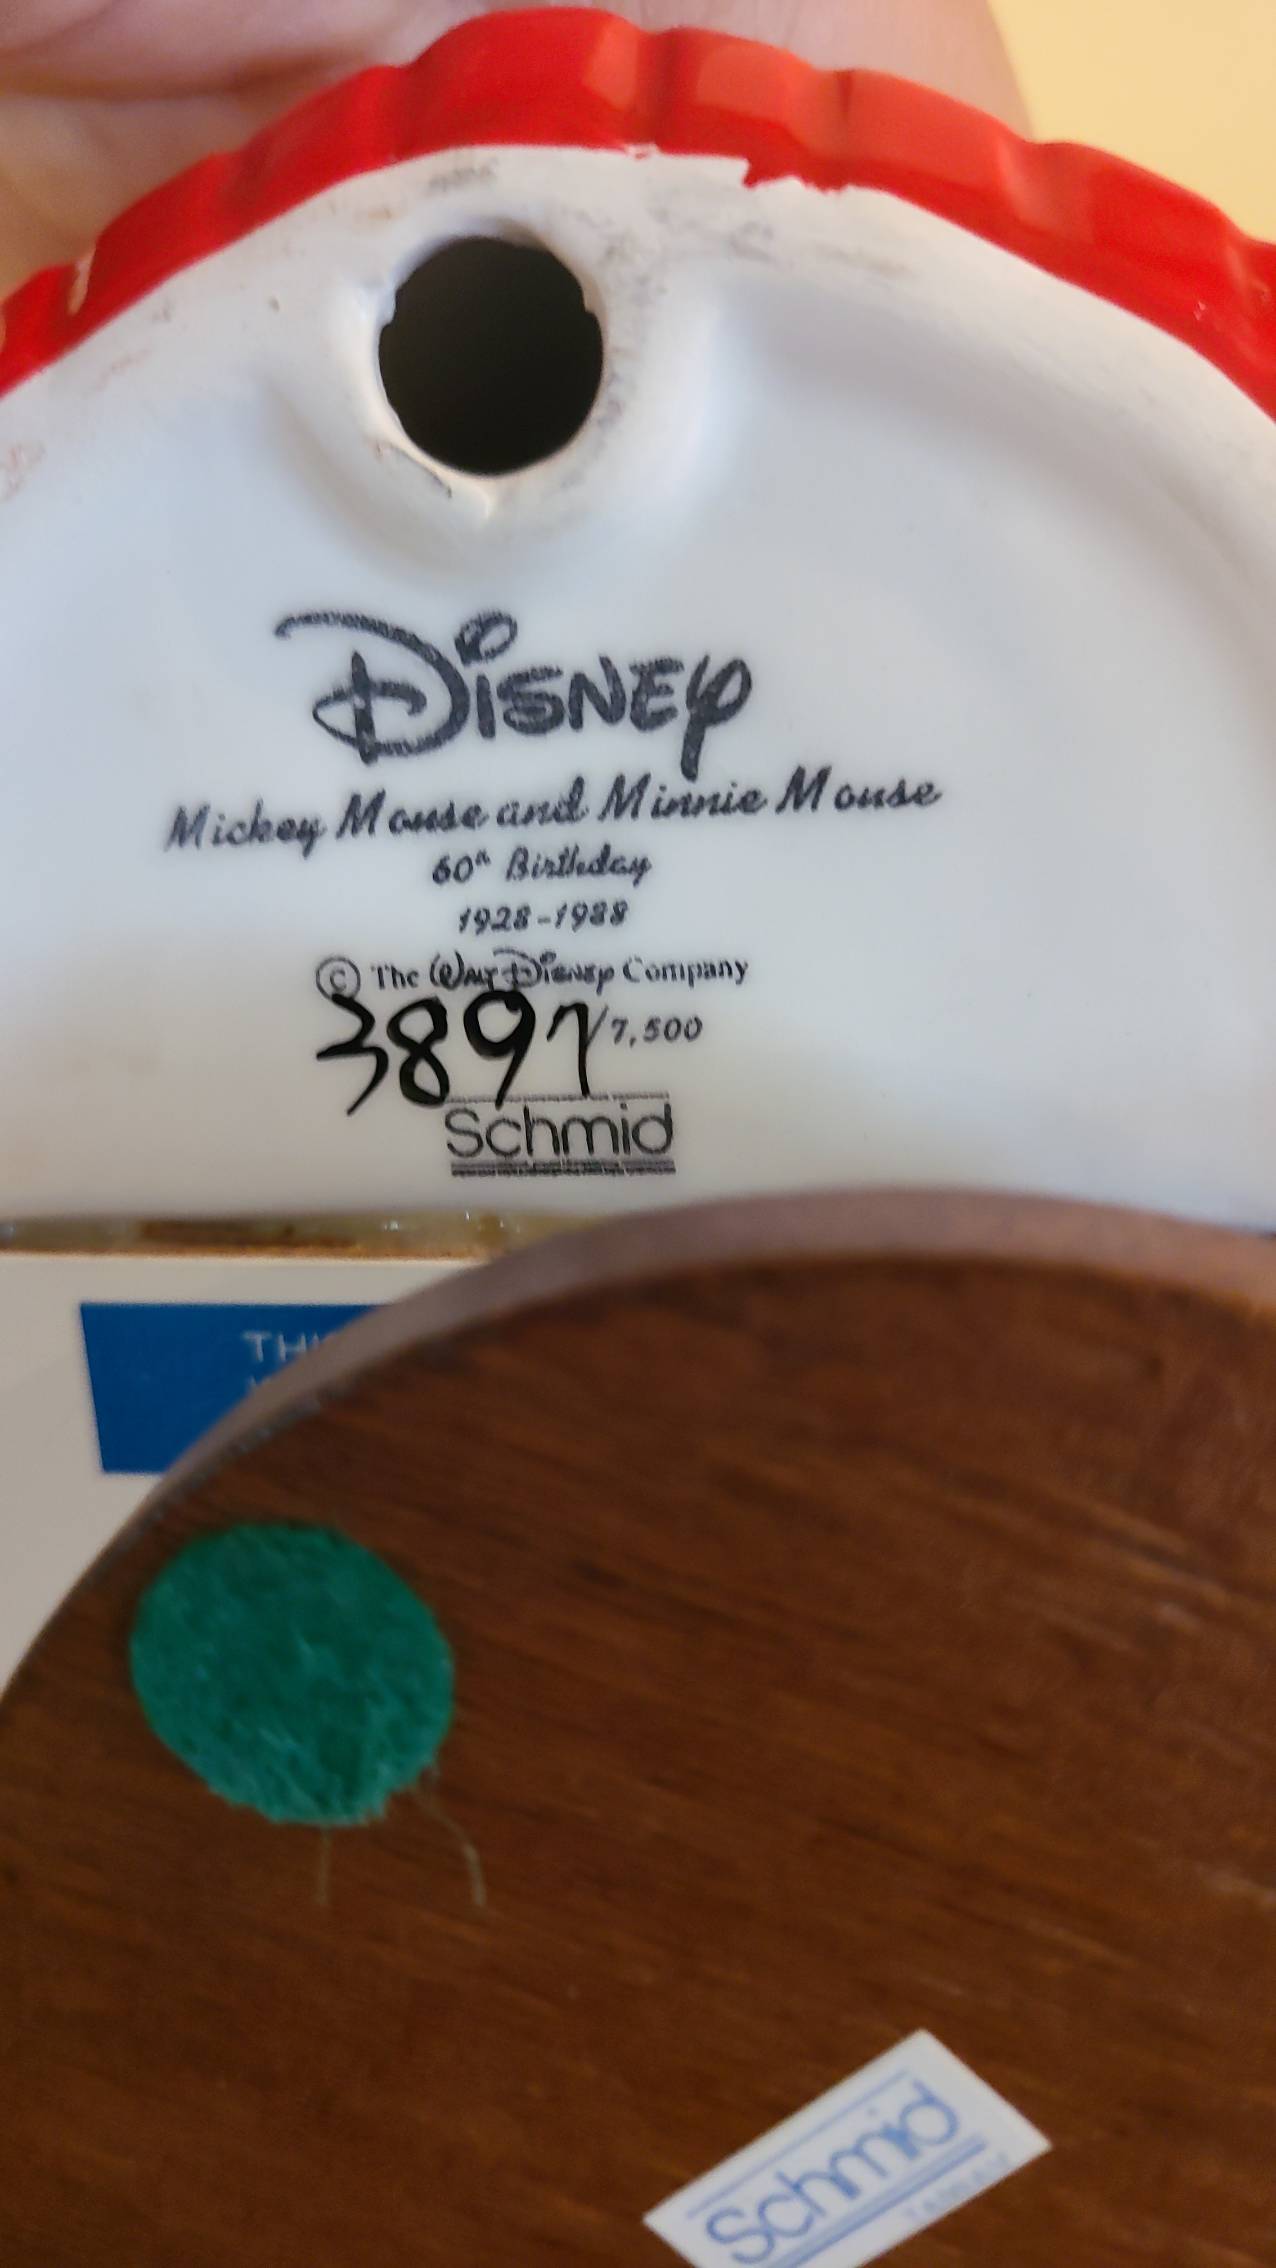 Disney
Mickey Mouse and Minnie Mouse
60th Birthday
1928-1988
© The Walt Disney Company
3897/7,500
Schmid
Schmid
TAIWAN